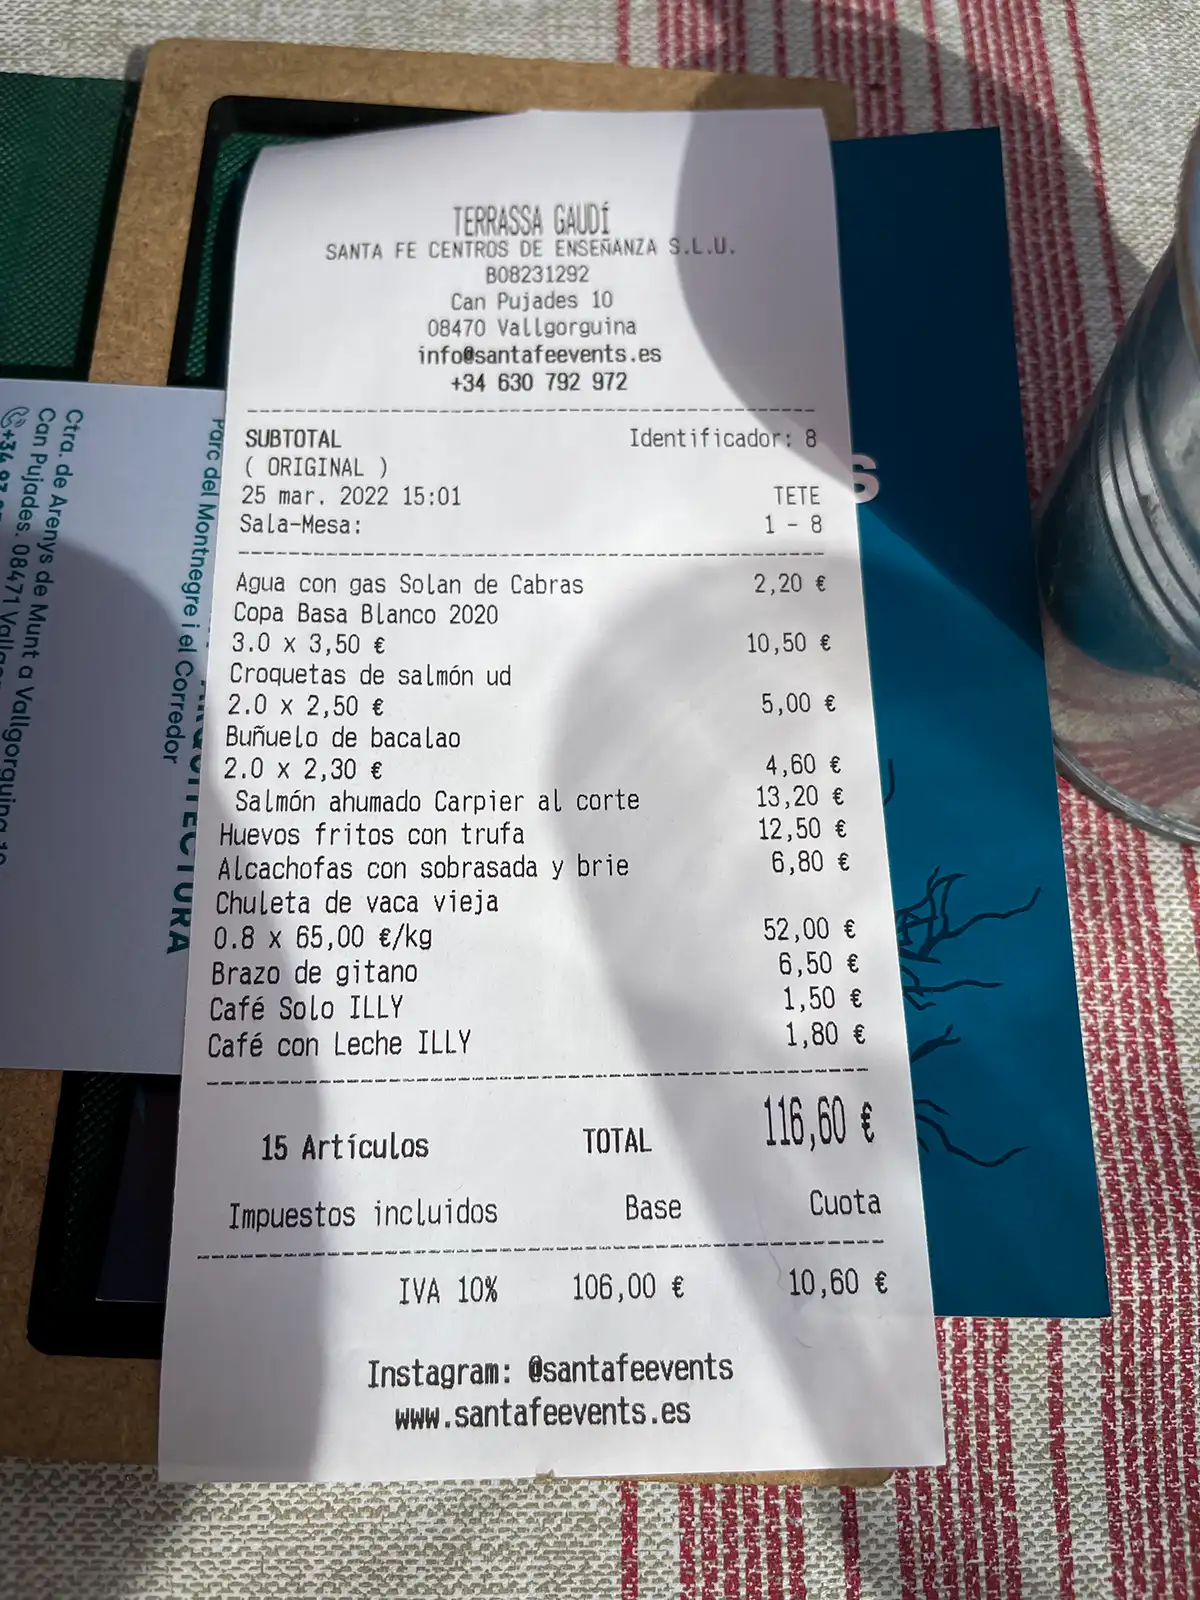 TERRASSA GAUDÍ
SANTA FE CENTROS DE ENSEÑANZA S.L.U.
B08231292
Can Pujades 10
08470 Vallgorguina
info@santafeevents.es
+34 630 792 972
SUBTOTAL Identificador: 8
( ORIGINAL )
25 mar. 2022 15:01 TETE
Sala-Mesa: 1 - 8
Agua con gas Solan de Cabras 2,20 €
Copa Basa Blanco 2020
3.0 x 3,50 € 10,50 €
Croquetas de salmón ud
2.0 x 2,50 € 5,00 €
Buñuelo de bacalao
2.0 x 2,30 € 4,60 €
Salmón ahumado Carpier al corte 13,20 €
Huevos fritos con trufa 12,50 €
Alcachofas con sobrasada y brie 6,80 €
Chuleta de vaca vieja
0.8 x 65,00 €/kg 52,00 €
Brazo de gitano 6,50 €
Café Solo ILLY 1,50 €
Café con Leche ILLY 1,80 €
15 Artículos TOTAL 116,60 €
Impuestos incluidos Base Cuota
IVA 10% 106,00 € 10,60 €
Instagram: @santafeevents
www.santafeevents.es
Parc del Montnegre i el Corredor
Ctra. de Arenys de Munt a Vallgorguina
Can Pujades. 08471